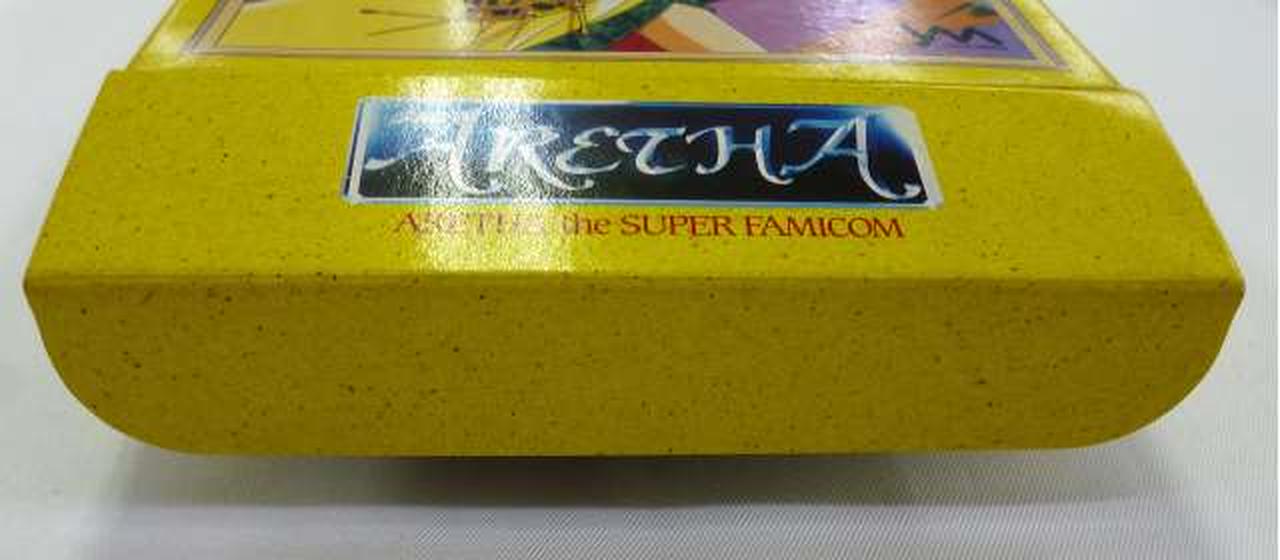 ARETHA
ARETHA the SUPER FAMICOM